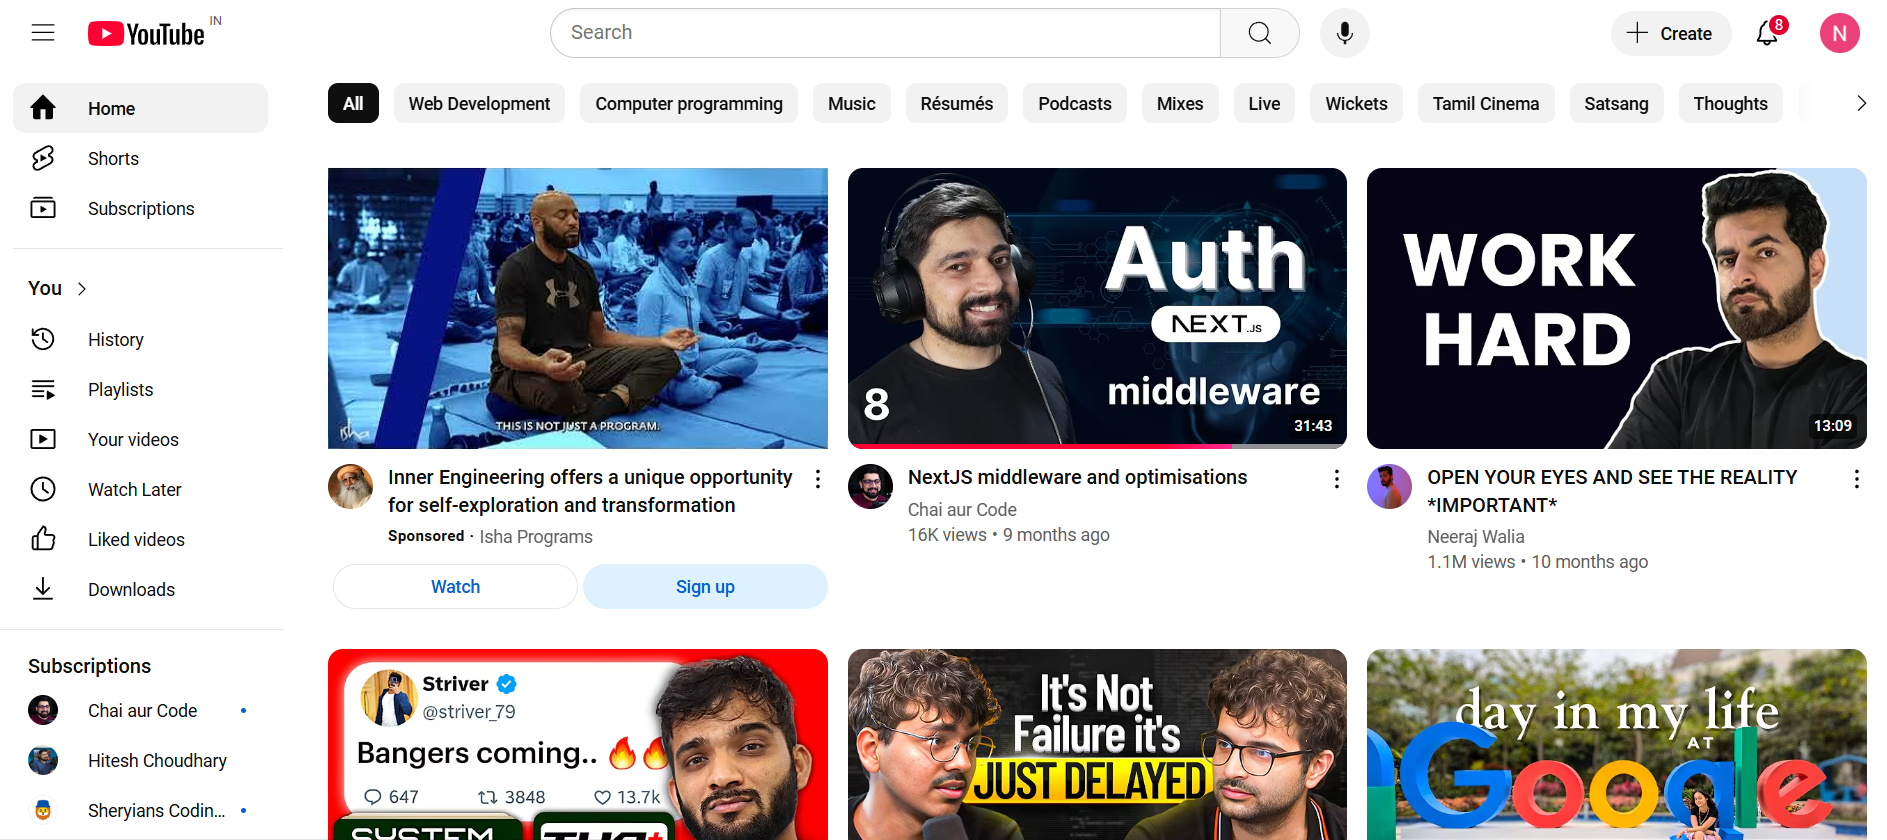 YouTube IN
Search
Create
8
N
Home
Shorts
Subscriptions
You
History
Playlists
Your videos
Watch Later
Liked videos
Downloads
Subscriptions
Chai aur Code
Hitesh Choudhary
Sheryians Codin...
All
Web Development
Computer programming
Music
Résumés
Podcasts
Mixes
Live
Wickets
Tamil Cinema
Satsang
Thoughts
isha
THIS IS NOT JUST A PROGRAM.
Inner Engineering offers a unique opportunity
for self-exploration and transformation
Sponsored · Isha Programs
Watch
Sign up
Auth
NEXT.JS
middleware
8
31:43
NextJS middleware and optimisations
Chai aur Code
16K views • 9 months ago
WORK
HARD
13:09
OPEN YOUR EYES AND SEE THE REALITY
*IMPORTANT*
Neeraj Walia
1.1M views • 10 months ago
Striver
@striver_79
Bangers coming.. 🔥🔥
647
3848
13.7k
SYSTEM
It's Not
Failure it's
JUST DELAYED
day in my life
AT
Google